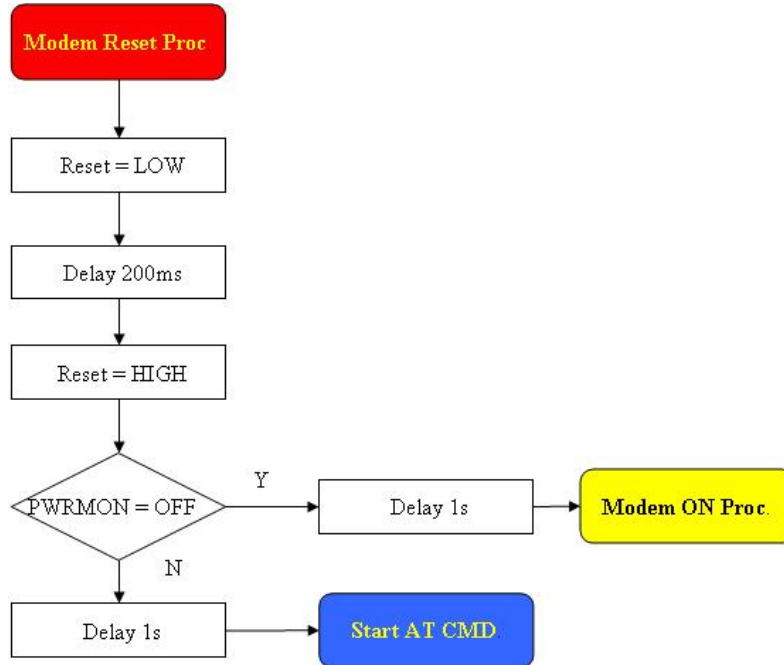 Modem Reset Proc
Reset = LOW
Delay 200ms
Reset = HIGH
PWRMON = OFF
Y
Delay 1s
Modem ON Proc.
N
Delay 1s
Start AT CMD.